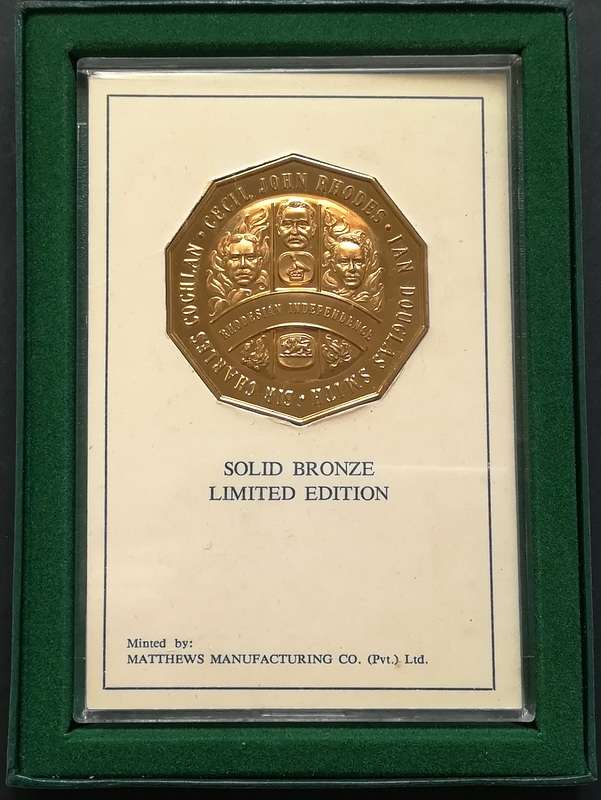 SIR CHARLES COGHLAN • CECIL JOHN RHODES • IAN DOUGLAS SMITH •
RHODESIAN INDEPENDENCE
SOLID BRONZE
LIMITED EDITION
Minted by:
MATTHEWS MANUFACTURING CO. (Pvt.) Ltd.